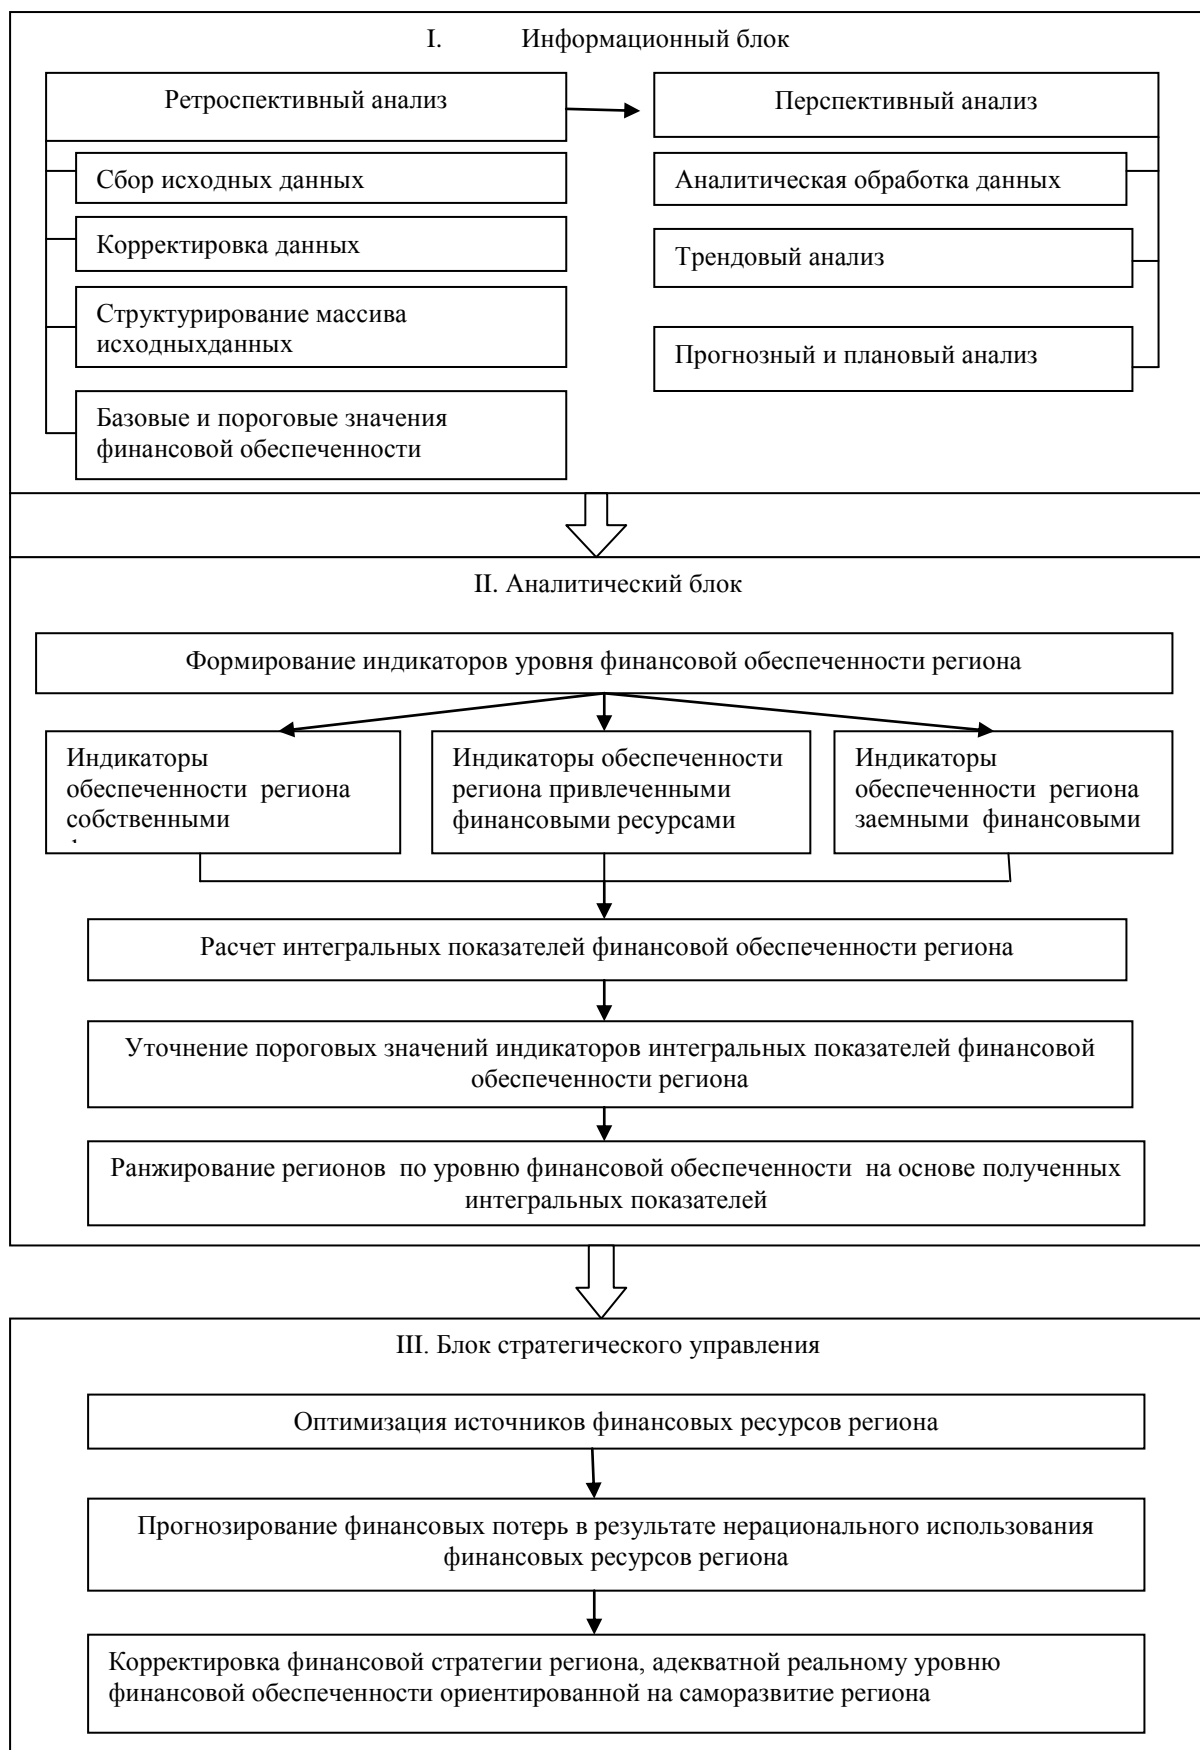 I. Информационный блок
Ретроспективный анализ
Перспективный анализ
Сбор исходных данных
Корректировка данных
Структурирование массива
исходныхданных
Базовые и пороговые значения
финансовой обеспеченности
Аналитическая обработка данных
Трендовый анализ
Прогнозный и плановый анализ
II. Аналитический блок
Формирование индикаторов уровня финансовой обеспеченности региона
Индикаторы
обеспеченности региона
собственными
Индикаторы обеспеченности
региона привлеченными
финансовыми ресурсами
Индикаторы
обеспеченности региона
заемными финансовыми
Расчет интегральных показателей финансовой обеспеченности региона
Уточнение пороговых значений индикаторов интегральных показателей финансовой
обеспеченности региона
Ранжирование регионов по уровню финансовой обеспеченности на основе полученных
интегральных показателей
III. Блок стратегического управления
Оптимизация источников финансовых ресурсов региона
Прогнозирование финансовых потерь в результате нерационального использования
финансовых ресурсов региона
Корректировка финансовой стратегии региона, адекватной реальному уровню
финансовой обеспеченности ориентированной на саморазвитие региона